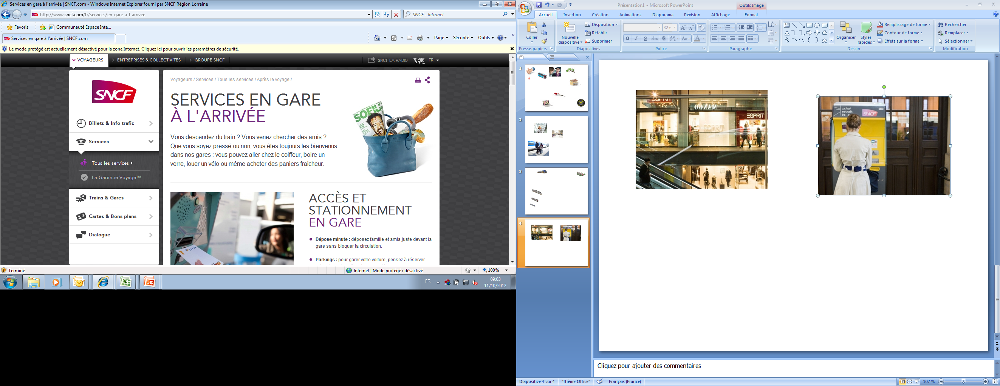 Services en gare à l'arrivée | SNCF.com - Windows Internet Explorer fourni par SNCF Région Lorraine
http://www.sncf.com/fr/services/en-gare-a-l-arrivee
SNCF - Intranet
Favoris
Communauté Espace Inte...
Services en gare à l'arrivée | SNCF.com
Page
Sécurité
Outils
Le mode protégé est actuellement désactivé pour la zone Internet. Cliquez ici pour ouvrir les paramètres de sécurité.
VOYAGEURS
ENTREPRISES & COLLECTIVITÉS
GROUPE SNCF
SNCF LA RADIO
FR
SNCF
Billets & Info trafic
Services
Tous les services
La Garantie Voyage™
Trains & Gares
Cartes & Bons plans
Dialogue
Voyageurs / Services / Tous les services / Après le voyage /
SERVICES EN GARE
À L'ARRIVÉE
Vous descendez du train ? Vous venez chercher des amis ?
Que vous soyez pressé ou non, vous êtes toujours les bienvenus
dans nos gares : vous pouvez aller chez le coiffeur, boire un
verre, louer un vélo ou même acheter des paniers fraîcheur.
ACCÈS ET
STATIONNEMENT
EN GARE
Dépose minute : déposez famille et amis juste devant la
gare sans bloquer la circulation.
Parkings : pour garer votre voiture, pensez à réserver
Terminé
Internet | Mode protégé : désactivé
100%
FR
09:03
11/10/2012
Présentation1 - Microsoft PowerPoint
Outils Image
Accueil
Insertion
Création
Animations
Diaporama
Révision
Affichage
Format
Coller
Presse-papiers
Nouvelle
diapositive
Disposition
Rétablir
Supprimer
Diapositives
32+
G I S abc S AV Aa A
Police
Paragraphe
Organiser
Styles
rapides
Remplissage de forme
Contour de forme
Effets sur la forme
Dessin
Rechercher
Remplacer
Sélectionner
Modification
1
2
3
4
MANGO
ESPRIT
ESPRIT
retrait
SNCF
Cliquez pour ajouter des commentaires
Diapositive 4 sur 4
"Thème Office"
Français (France)
107 %